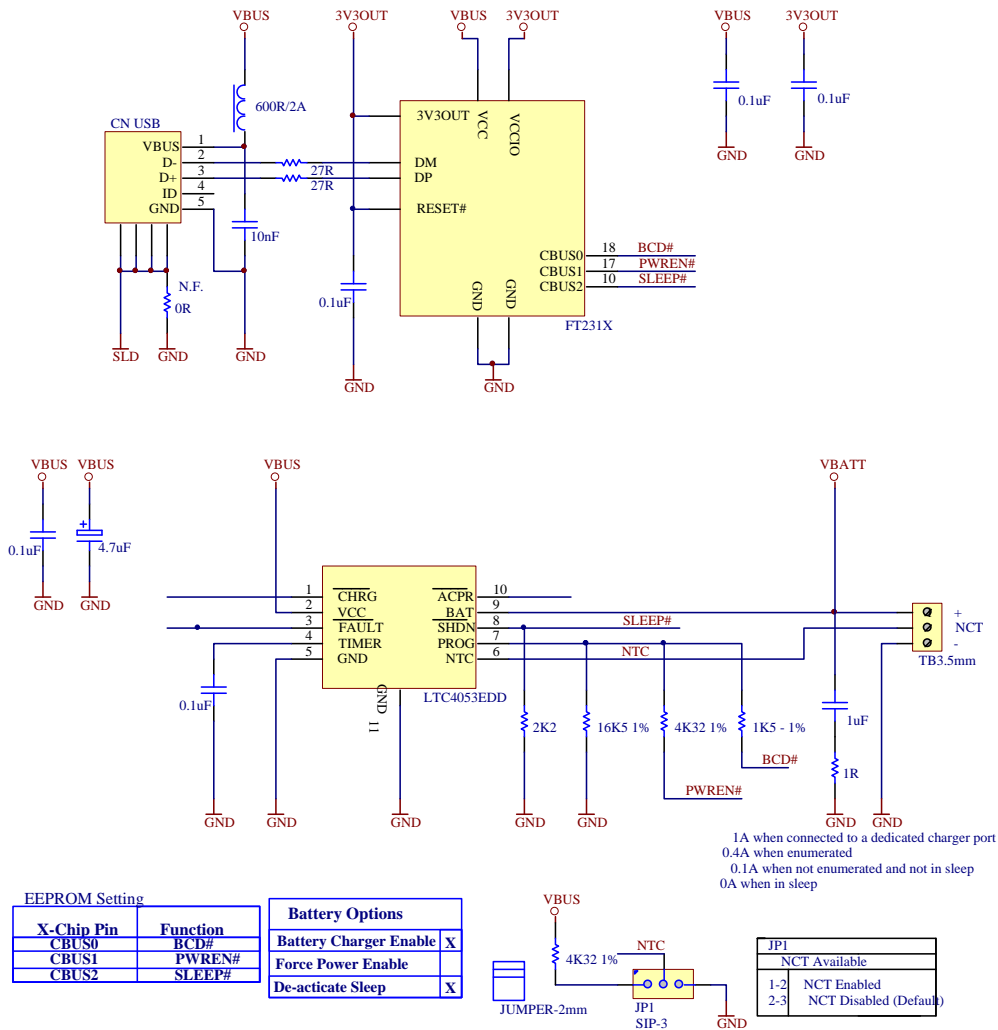 VBUS
3V3OUT
VBUS
3V3OUT
VBUS
3V3OUT
600R/2A
0.1uF
0.1uF
GND
GND
CN USB
VBUS
D-
D+
ID
GND
1
2
3
4
5
27R
27R
10nF
N.F.
0R
SLD
GND
GND
0.1uF
GND
3V3OUT
VCC
VCCIO
DM
DP
RESET#
CBUS0
CBUS1
CBUS2
GND
GND
18
17
10
BCD#
PWREN#
SLEEP#
FT231X
GND
VBUS
VBUS
VBUS
VBATT
0.1uF
+
4.7uF
GND
GND
1
2
3
4
5
CHRG
VCC
FAULT
TIMER
GND
ACPR
BAT
SHDN
PROG
NTC
10
9
8
7
6
GND
11
LTC4053EDD
SLEEP#
NTC
+
NCT
-
TB3.5mm
0.1uF
2K2
16K5 1%
4K32 1%
1K5 - 1%
1uF
BCD#
1R
PWREN#
GND
GND
GND
GND
GND
GND
GND
1A when connected to a dedicated charger port
0.4A when enumerated
0.1A when not enumerated and not in sleep
0A when in sleep
EEPROM Setting
X-Chip Pin Function
CBUS0 BCD#
CBUS1 PWREN#
CBUS2 SLEEP#
Battery Options
Battery Charger Enable X
Force Power Enable
De-acticate Sleep X
VBUS
4K32 1%
NTC
JUMPER-2mm
JP1
SIP-3
GND
JP1
NCT Available
1-2 NCT Enabled
2-3 NCT Disabled (Default)